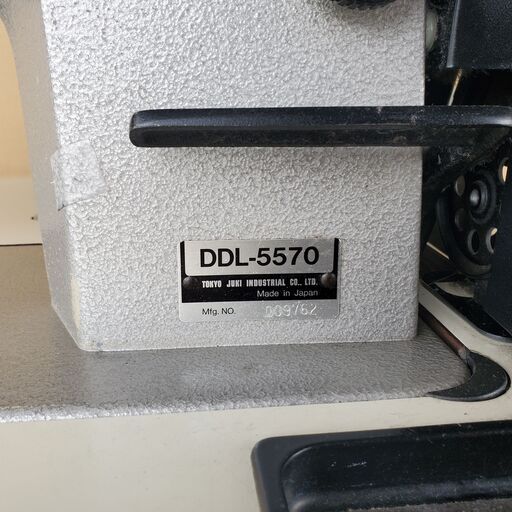 DDL-5570
TOKYO JUKI INDUSTRIAL CO., LTD.
Made in Japan
Mfg. NO. D09762